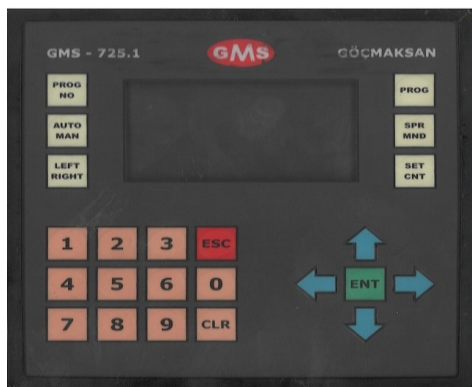 GMS - 725.1
GMS
GÖÇMAKSAN
PROG
NO
PROG
AUTO
MAN
SPR
MND
LEFT
RIGHT
SET
CNT
1 2 3 ESC
4 5 6 0
ENT
7 8 9 CLR